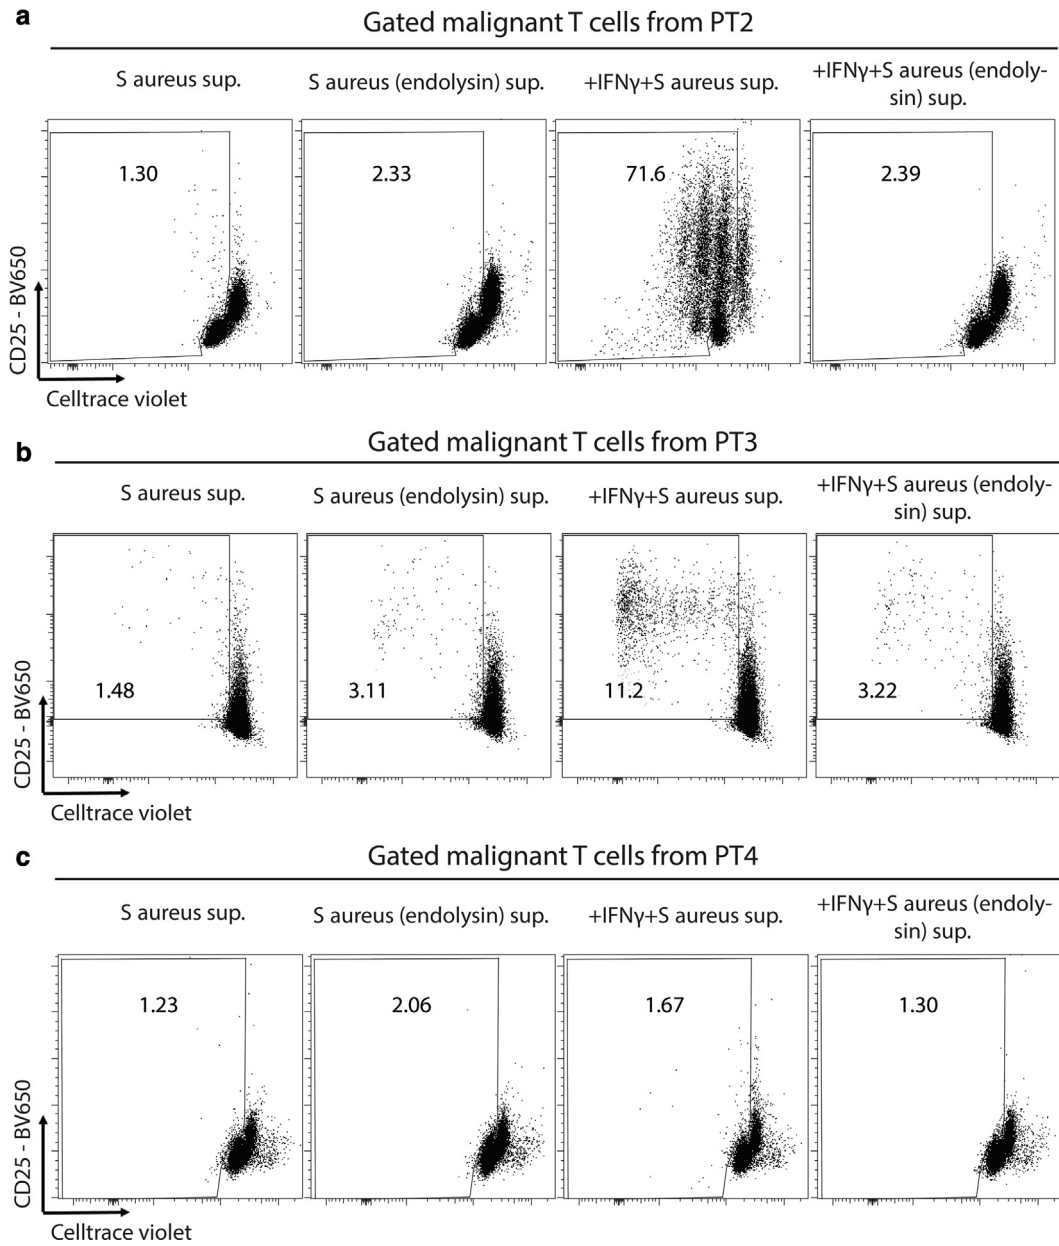 a
Gated malignant T cells from PT2
S aureus sup.
S aureus (endolysin) sup.
+IFNγ+S aureus sup.
+IFNγ+S aureus (endoly-
sin) sup.
1.30
2.33
71.6
2.39
CD25 - BV650
Celltrace violet
b
Gated malignant T cells from PT3
S aureus sup.
S aureus (endolysin) sup.
+IFNγ+S aureus sup.
+IFNγ+S aureus (endoly-
sin) sup.
1.48
3.11
11.2
3.22
CD25 - BV650
Celltrace violet
c
Gated malignant T cells from PT4
S aureus sup.
S aureus (endolysin) sup.
+IFNγ+S aureus sup.
+IFNγ+S aureus (endoly-
sin) sup.
1.23
2.06
1.67
1.30
CD25 - BV650
Celltrace violet